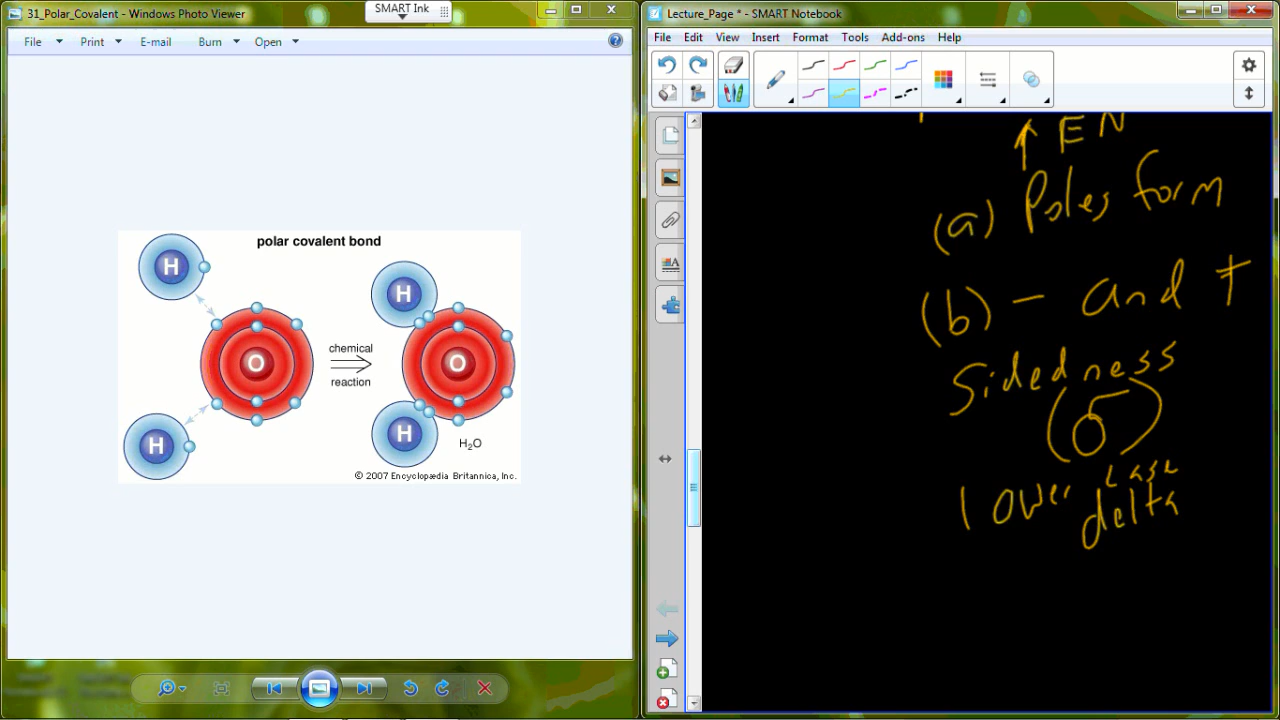 31_Polar_Covalent - Windows Photo Viewer
SMART Ink
File Print E-mail Burn Open
polar covalent bond
H
H
O
chemical
reaction
H
O
H
H₂O
© 2007 Encyclopædia Britannica, Inc.
Lecture_Page * - SMART Notebook
File Edit View Insert Format Tools Add-ons Help
↑ E N
(a) Poles form
(b) - and +
Sidedness
(δ)
lower case
delta